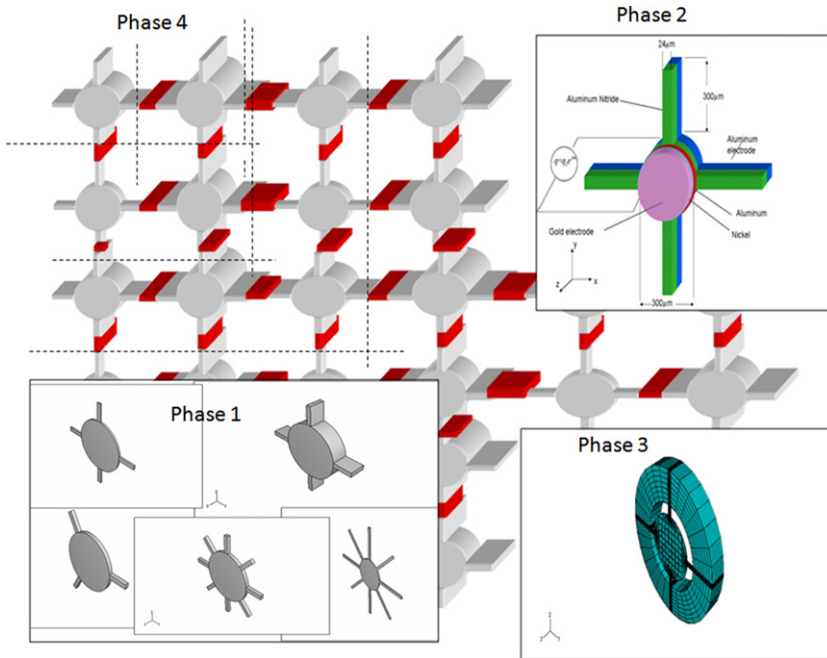 Phase 4
Phase 2
24µm
300µm
Aluminum Nitride
Aluminum
electrode
Aluminum
Nickel
Gold electrode
y
x
z
300µm
Phase 1
Phase 3